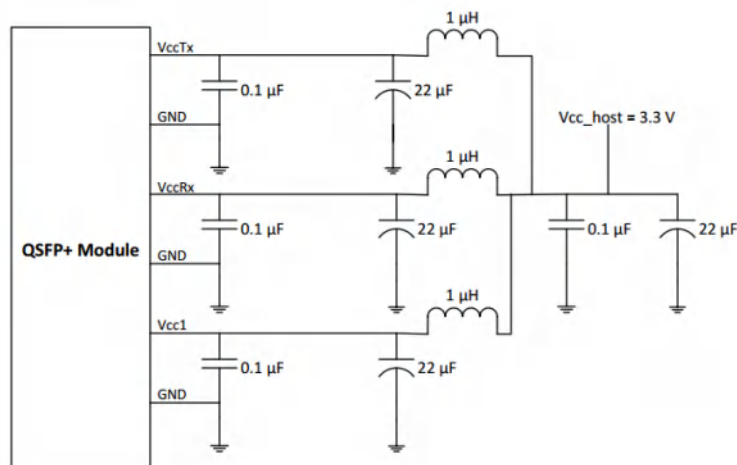 1 µH
VccTx
0.1 µF
22 µF
GND
Vcc_host = 3.3 V
1 µH
VccRx
0.1 µF
22 µF
0.1 µF
22 µF
QSFP+ Module
GND
1 µH
Vcc1
0.1 µF
22 µF
GND